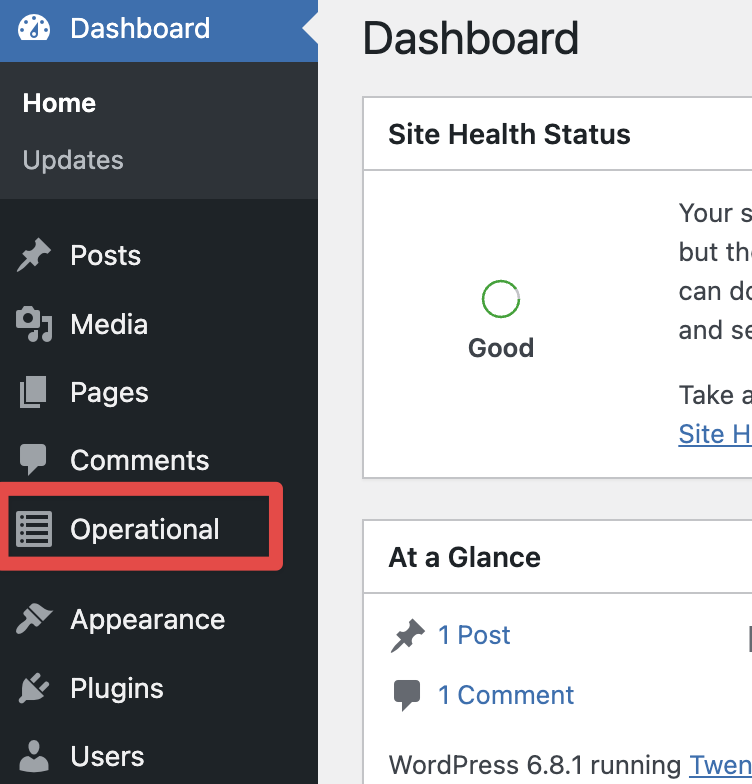 Dashboard
Home
Updates
Posts
Media
Pages
Comments
Operational
Appearance
Plugins
Users
Dashboard
Site Health Status
Good
Your s
but th
can do
and se
Take a
Site H
At a Glance
1 Post
1 Comment
WordPress 6.8.1 running Twen